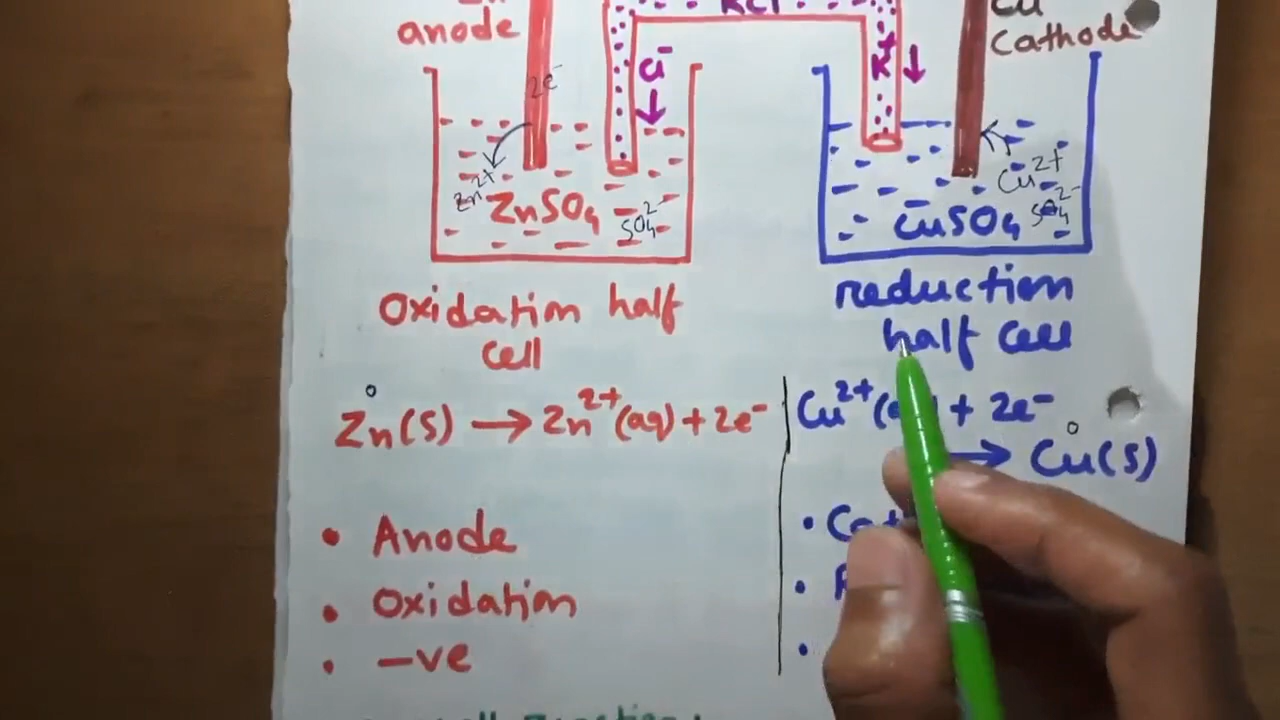 anode
KCl
Cu
Cathode
2e⁻
Cl⁻
K⁺
Zn²⁺
ZnSO₄
SO₄²⁻
Cu²⁺
SO₄²⁻
CuSO₄
Oxidation half
Cell
reduction
half Cell
Zn(s) → Zn²⁺(aq) + 2e⁻
Cu²⁺ (a + 2e⁻
→ Cu(s)
• Anode
• Oxidation
• -ve